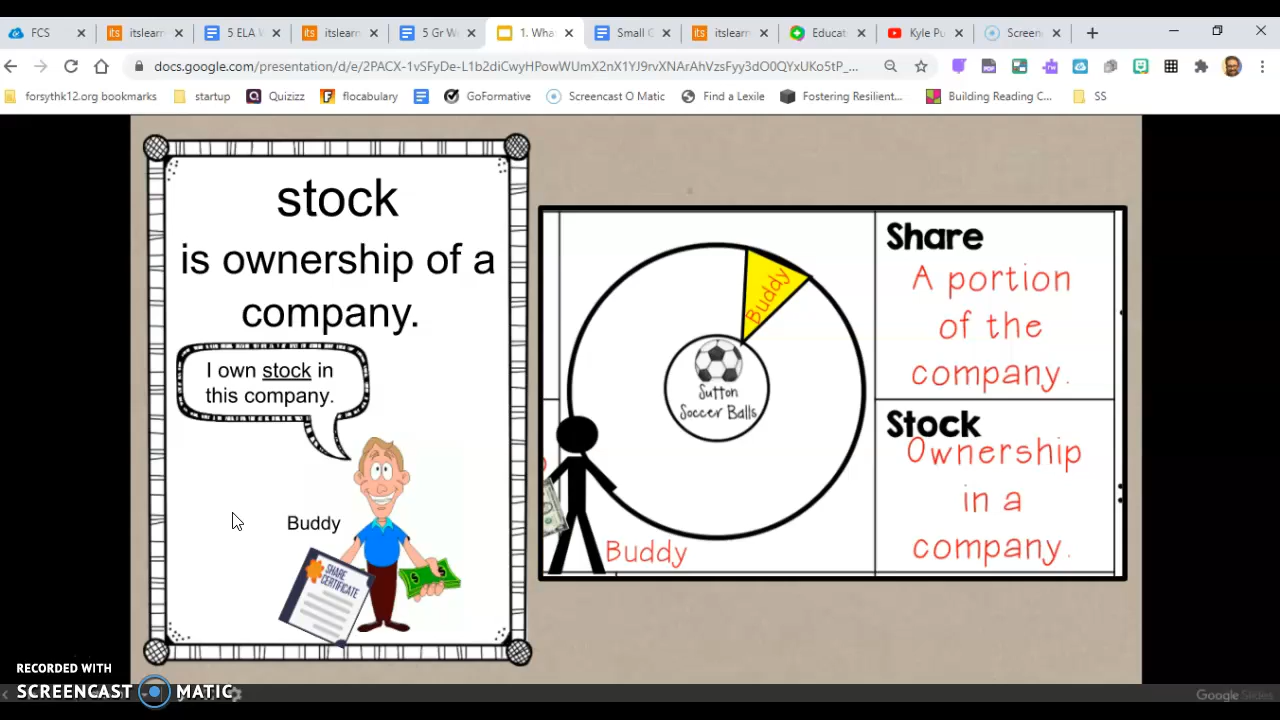 FCS
itslearn
5 ELA W
itslearn
5 Gr W
1. Wha
Small G
itslearn
Educat
Kyle Pu
Screen
docs.google.com/presentation/d/e/2PACX-1vSFyDe-L1b2diCwyHPowWUmX2nX1YJ9rvXNArAhVzsFyy3dO0QYxUKo5tP_...
forsythk12.org bookmarks
startup
Quizizz
flocabulary
GoFormative
Screencast O Matic
Find a Lexile
Fostering Resilient...
Building Reading C...
SS
stock
is ownership of a
company.
I own stock in
this company.
Buddy
SHARE
CERTIFICATE
Buddy
Sutton
Soccer Balls
Buddy
Share
A portion
of the
company.
Stock
Ownership
in a
company.
RECORDED WITH
SCREENCAST MATIC
Google Slides